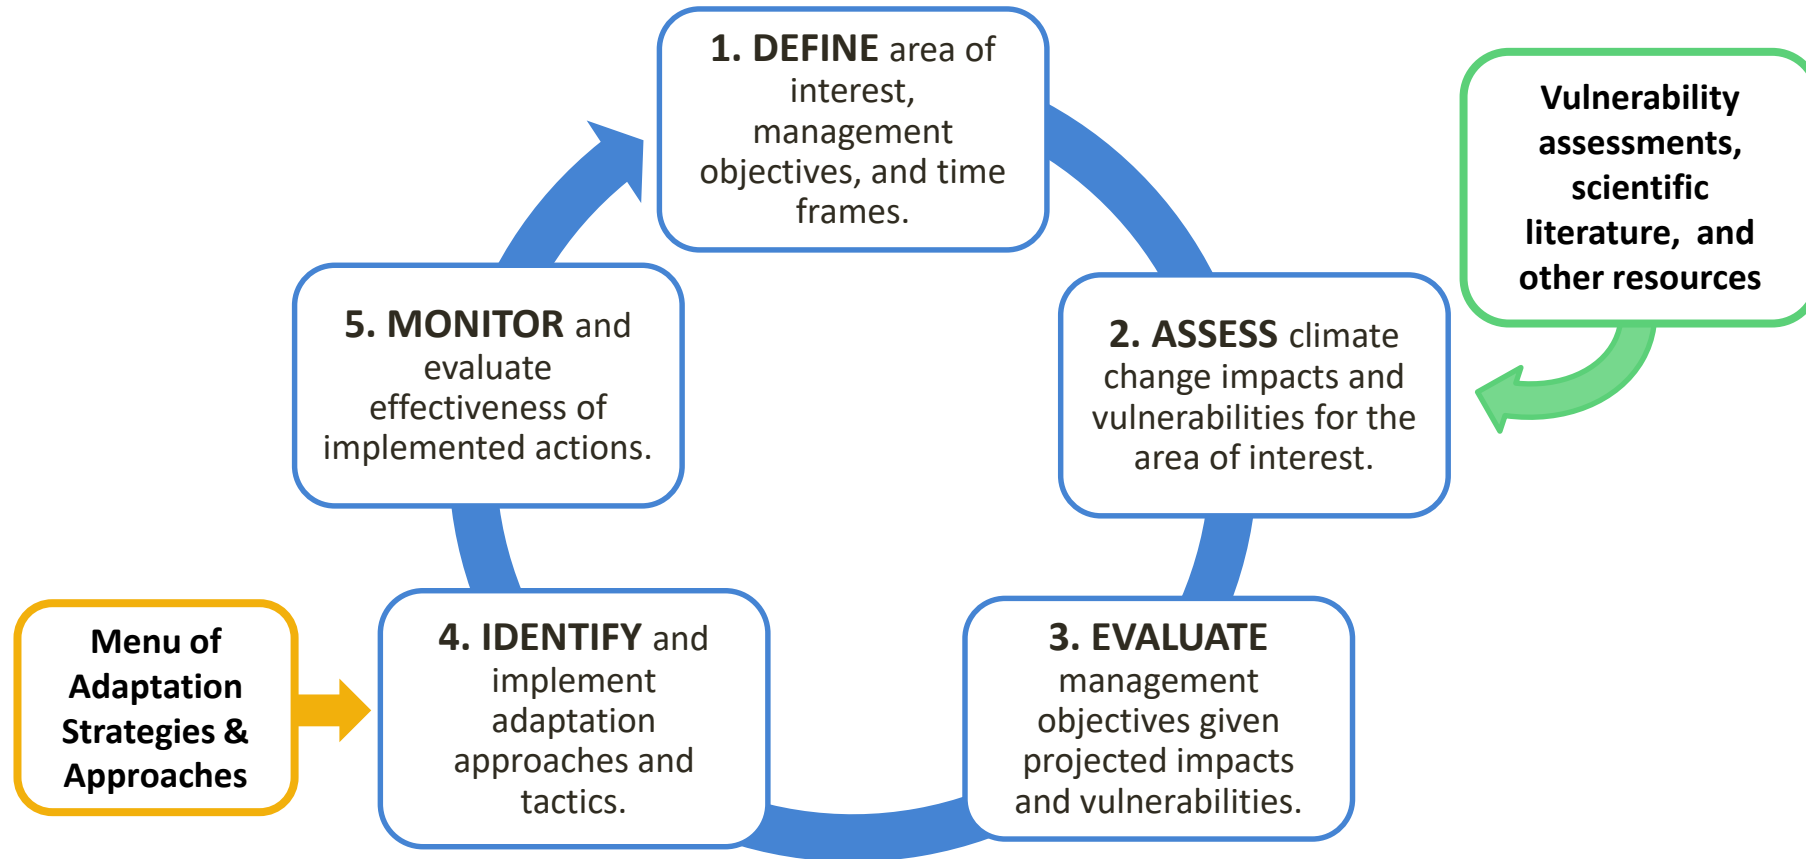 1. DEFINE area of
interest,
management
objectives, and time
frames.
Vulnerability
assessments,
scientific
literature, and
other resources
2. ASSESS climate
change impacts and
vulnerabilities for the
area of interest.
3. EVALUATE
management
objectives given
projected impacts
and vulnerabilities.
4. IDENTIFY and
implement
adaptation
approaches and
tactics.
Menu of
Adaptation
Strategies &
Approaches
5. MONITOR and
evaluate
effectiveness of
implemented actions.